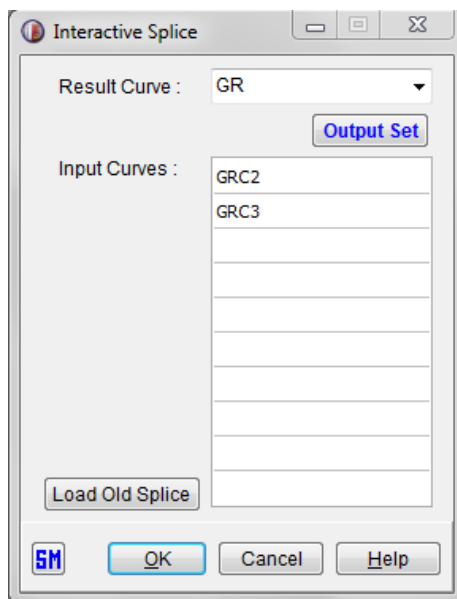 Interactive Splice
Result Curve : GR
Output Set
Input Curves : GRC2
GRC3
Load Old Splice
SM OK Cancel Help